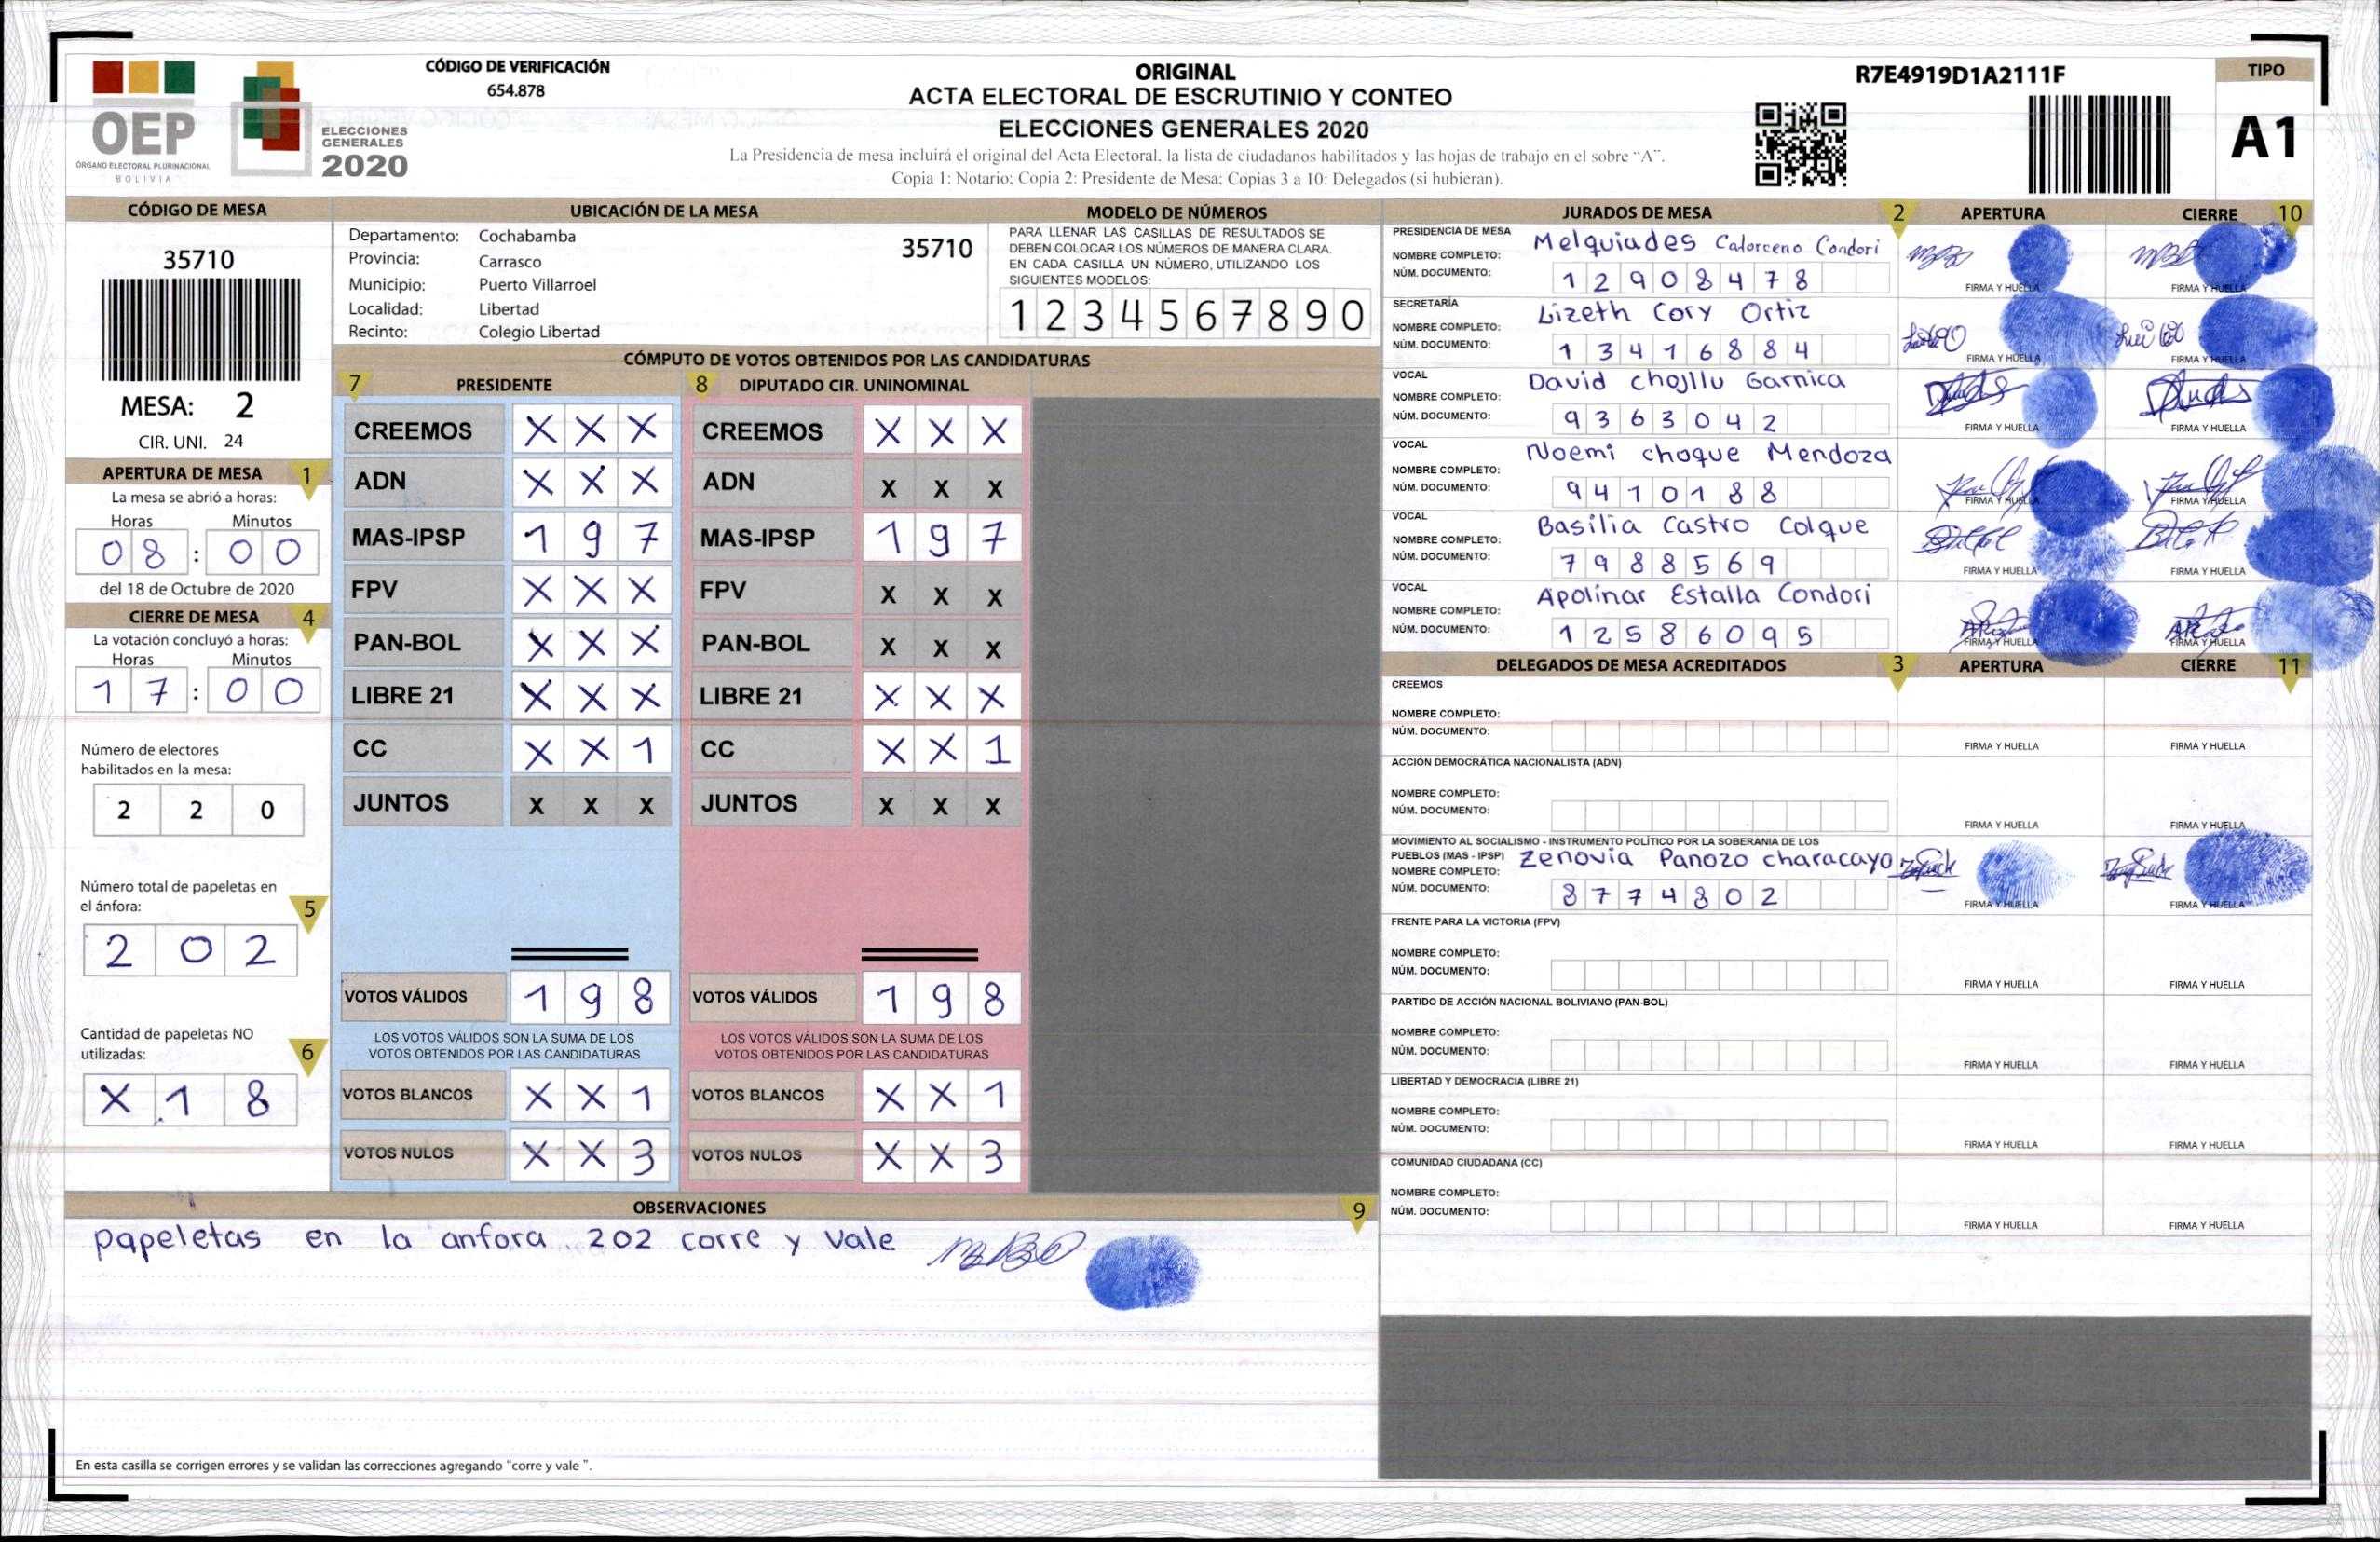 CÓDIGO DE VERIFICACIÓN
654.878
OEP
ÓRGANO ELECTORAL PLURINACIONAL
BOLIVIA
ELECCIONES
GENERALES
2020
ORIGINAL
ACTA ELECTORAL DE ESCRUTINIO Y CONTEO
ELECCIONES GENERALES 2020
La Presidencia de mesa incluirá el original del Acta Electoral, la lista de ciudadanos habilitados y las hojas de trabajo en el sobre "A".
Copia 1: Notario; Copia 2: Presidente de Mesa; Copias 3 a 10: Delegados (si hubieran).
R7E4919D1A2111F
TIPO
A1
CÓDIGO DE MESA
35710
MESA: 2
CIR. UNI. 24
APERTURA DE MESA 1
La mesa se abrió a horas:
Horas Minutos
08 : 00
del 18 de Octubre de 2020
CIERRE DE MESA 4
La votación concluyó a horas:
Horas Minutos
17 : 00
Número de electores
habilitados en la mesa:
2 2 0
Número total de papeletas en
el ánfora: 5
2 0 2
Cantidad de papeletas NO
utilizadas: 6
X 1 8
UBICACIÓN DE LA MESA
Departamento: Cochabamba
35710
Provincia: Carrasco
Municipio: Puerto Villarroel
Localidad: Libertad
Recinto: Colegio Libertad
MODELO DE NÚMEROS
PARA LLENAR LAS CASILLAS DE RESULTADOS SE
DEBEN COLOCAR LOS NÚMEROS DE MANERA CLARA.
EN CADA CASILLA UN NÚMERO, UTILIZANDO LOS
SIGUIENTES MODELOS:
1 2 3 4 5 6 7 8 9 0
CÓMPUTO DE VOTOS OBTENIDOS POR LAS CANDIDATURAS
7 PRESIDENTE 8 DIPUTADO CIR. UNINOMINAL
CREEMOS X X X CREEMOS X X X
ADN X X X ADN X X X
MAS-IPSP 1 9 7 MAS-IPSP 1 9 7
FPV X X X FPV X X X
PAN-BOL X X X PAN-BOL X X X
LIBRE 21 X X X LIBRE 21 X X X
CC X X 1 CC X X 1
JUNTOS X X X JUNTOS X X X
VOTOS VÁLIDOS 1 9 8 VOTOS VÁLIDOS 1 9 8
LOS VOTOS VÁLIDOS SON LA SUMA DE LOS LOS VOTOS VÁLIDOS SON LA SUMA DE LOS
VOTOS OBTENIDOS POR LAS CANDIDATURAS VOTOS OBTENIDOS POR LAS CANDIDATURAS
VOTOS BLANCOS X X 1 VOTOS BLANCOS X X 1
VOTOS NULOS X X 3 VOTOS NULOS X X 3
OBSERVACIONES 9
papeletas en la anfora 202 corre y vale
En esta casilla se corrigen errores y se validan las correcciones agregando "corre y vale ".
JURADOS DE MESA 2 APERTURA CIERRE 10
PRESIDENCIA DE MESA
NOMBRE COMPLETO: Melquiades Condori
NÚM. DOCUMENTO: 12908478
FIRMA Y HUELLA FIRMA Y HUELLA
SECRETARÍA
NOMBRE COMPLETO: Lizeth Cory Ortiz
NÚM. DOCUMENTO: 13416884
FIRMA Y HUELLA FIRMA Y HUELLA
VOCAL
NOMBRE COMPLETO: David chojllu Garnica
NÚM. DOCUMENTO: 9363042
FIRMA Y HUELLA FIRMA Y HUELLA
VOCAL
NOMBRE COMPLETO: Noemi choque Mendoza
NÚM. DOCUMENTO: 9410188
FIRMA Y HUELLA FIRMA Y HUELLA
VOCAL
NOMBRE COMPLETO: Basilia Castro Colque
NÚM. DOCUMENTO: 7988569
FIRMA Y HUELLA FIRMA Y HUELLA
VOCAL
NOMBRE COMPLETO: Apolinar Estalla Condori
NÚM. DOCUMENTO: 12586095
FIRMA Y HUELLA FIRMA Y HUELLA
DELEGADOS DE MESA ACREDITADOS 3 APERTURA CIERRE 11
CREEMOS
NOMBRE COMPLETO:
NÚM. DOCUMENTO:
FIRMA Y HUELLA FIRMA Y HUELLA
ACCIÓN DEMOCRÁTICA NACIONALISTA (ADN)
NOMBRE COMPLETO:
NÚM. DOCUMENTO:
FIRMA Y HUELLA FIRMA Y HUELLA
MOVIMIENTO AL SOCIALISMO - INSTRUMENTO POLÍTICO POR LA SOBERANIA DE LOS
PUEBLOS (MAS - IPSP)
NOMBRE COMPLETO: Zenovia Panozo characayo
NÚM. DOCUMENTO: 8774802
FIRMA Y HUELLA FIRMA Y HUELLA
FRENTE PARA LA VICTORIA (FPV)
NOMBRE COMPLETO:
NÚM. DOCUMENTO:
FIRMA Y HUELLA FIRMA Y HUELLA
PARTIDO DE ACCIÓN NACIONAL BOLIVIANO (PAN-BOL)
NOMBRE COMPLETO:
NÚM. DOCUMENTO:
FIRMA Y HUELLA FIRMA Y HUELLA
LIBERTAD Y DEMOCRACIA (LIBRE 21)
NOMBRE COMPLETO:
NÚM. DOCUMENTO:
FIRMA Y HUELLA FIRMA Y HUELLA
COMUNIDAD CIUDADANA (CC)
NOMBRE COMPLETO:
NÚM. DOCUMENTO:
FIRMA Y HUELLA FIRMA Y HUELLA